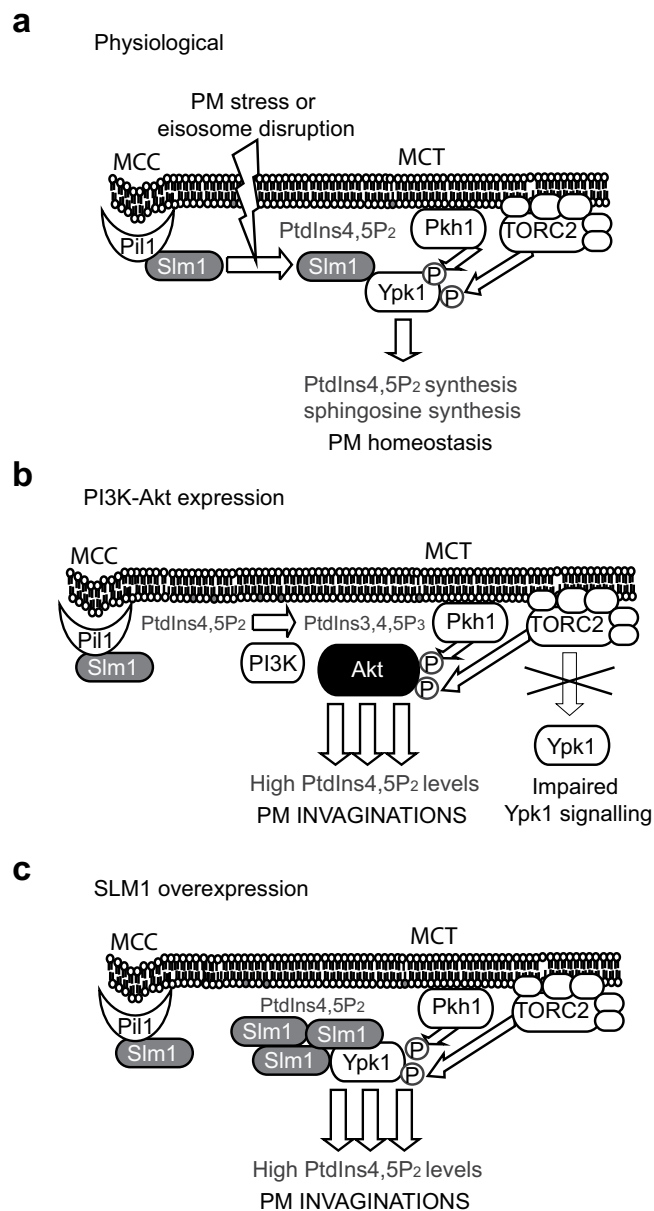 a
Physiological
PM stress or
eisosome disruption
MCC
MCT
Pil1
Slm1
PtdIns4,5P2
Slm1
Pkh1
TORC2
Ypk1
P
P
PtdIns4,5P2 synthesis
sphingosine synthesis
PM homeostasis
b
PI3K-Akt expression
MCC
MCT
Pil1
Slm1
PtdIns4,5P2
PtdIns3,4,5P3
Pkh1
TORC2
PI3K
Akt
P
P
Ypk1
High PtdIns4,5P2 levels
PM INVAGINATIONS
Impaired
Ypk1 signalling
c
SLM1 overexpression
MCC
MCT
Pil1
Slm1
PtdIns4,5P2
Slm1
Slm1
Slm1
Ypk1
Pkh1
TORC2
P
P
High PtdIns4,5P2 levels
PM INVAGINATIONS